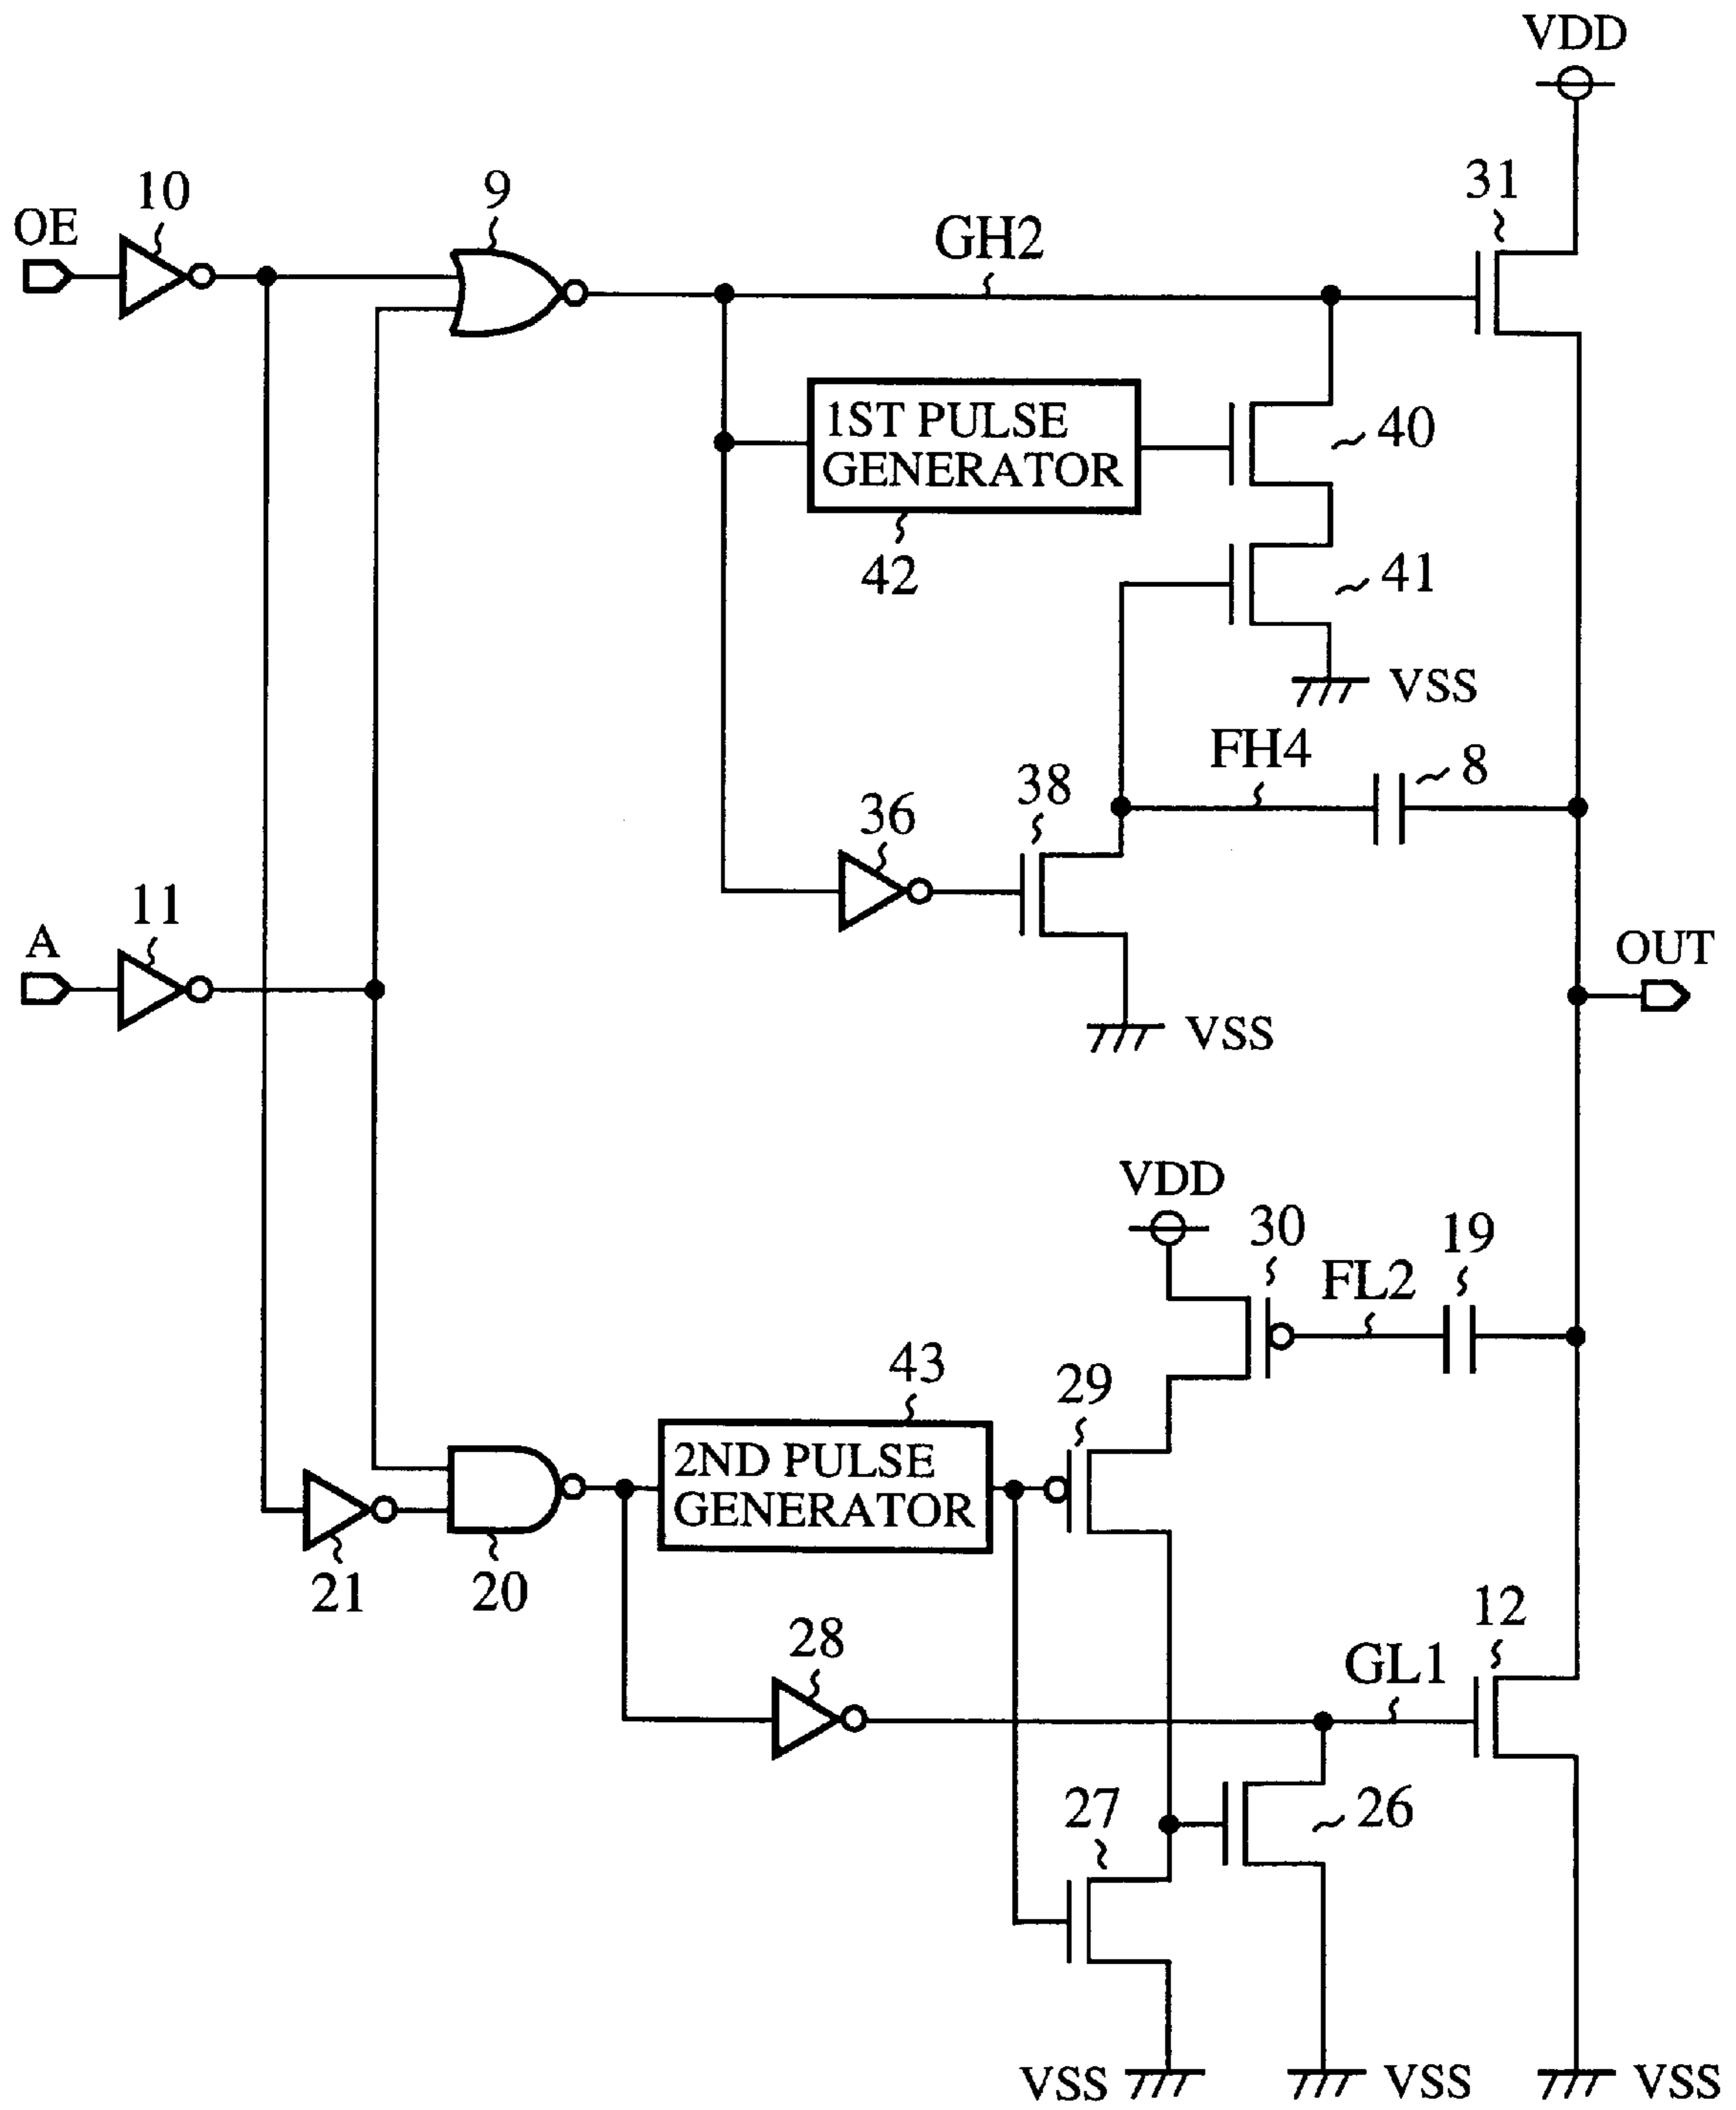 VDD
31
10
9
OE
GH2
1ST PULSE
GENERATOR
40
42
41
VSS
FH4
8
38
36
11
A
OUT
VSS
VDD
30
19
FL2
43
29
2ND PULSE
GENERATOR
21
20
12
28
GL1
27
26
VSS
VSS
VSS